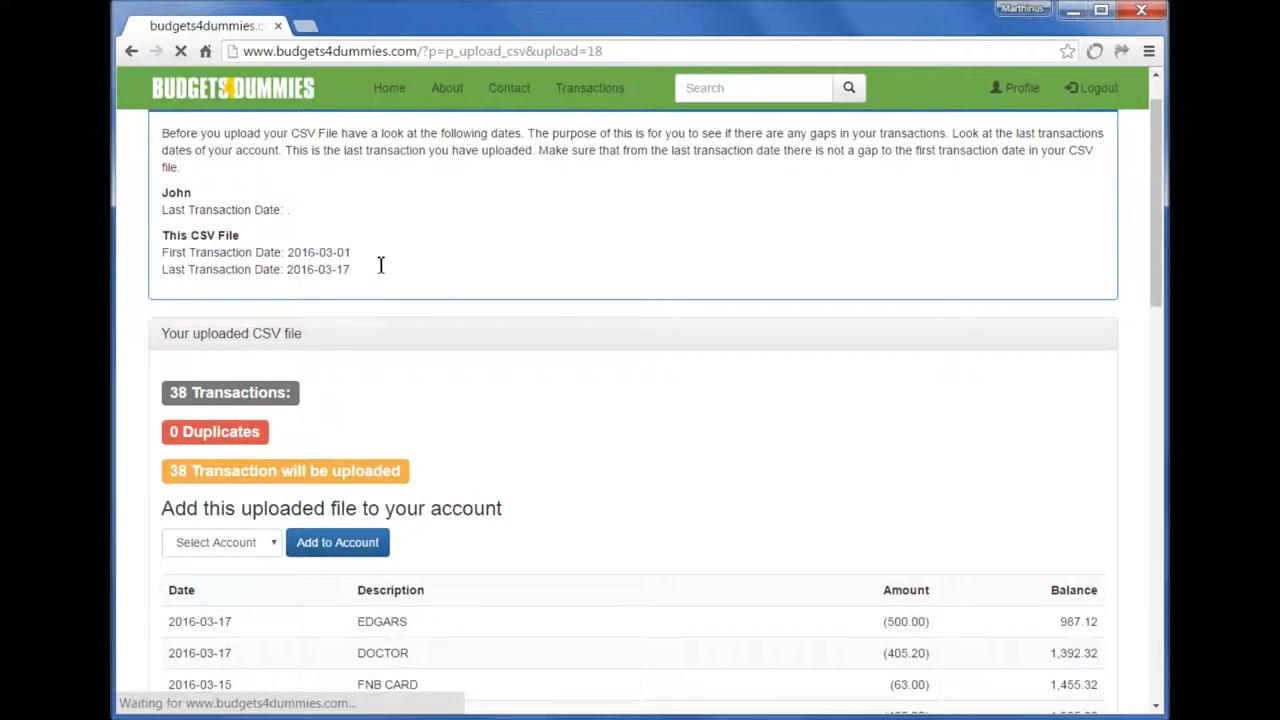 Marthinus
budgets4dummies.c
www.budgets4dummies.com/?p=p_upload_csv&upload=18
BUDGETS4DUMMIES Home About Contact Transactions Search Profile Logout
Before you upload your CSV File have a look at the following dates. The purpose of this is for you to see if there are any gaps in your transactions. Look at the last transactions
dates of your account. This is the last transaction you have uploaded. Make sure that from the last transaction date there is not a gap to the first transaction date in your CSV
file.
John
Last Transaction Date: .
This CSV File
First Transaction Date: 2016-03-01
Last Transaction Date: 2016-03-17
Your uploaded CSV file
38 Transactions:
0 Duplicates
38 Transaction will be uploaded
Add this uploaded file to your account
Select Account Add to Account
Date Description Amount Balance
2016-03-17 EDGARS (500.00) 987.12
2016-03-17 DOCTOR (405.20) 1,392.32
2016-03-15 FNB CARD (63.00) 1,455.32
Waiting for www.budgets4dummies.com...